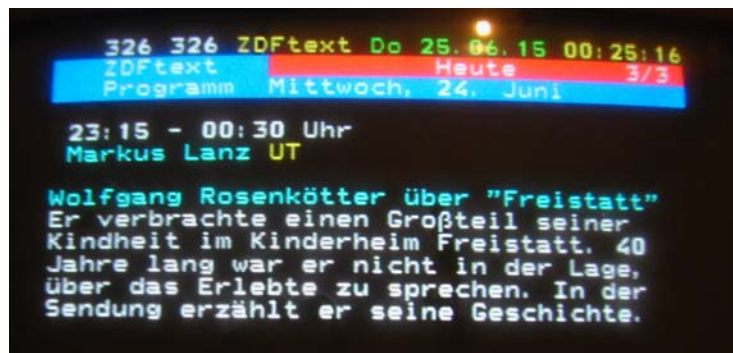 326 326 ZDFtext Do 25.06.15 00:25:16
ZDFtext Heute 3/3
Programm Mittwoch, 24. Juni
23:15 - 00:30 Uhr
Markus Lanz UT
Wolfgang Rosenkötter über "Freistatt"
Er verbrachte einen Großteil seiner
Kindheit im Kinderheim Freistatt. 40
Jahre lang war er nicht in der Lage,
über das Erlebte zu sprechen. In der
Sendung erzählt er seine Geschichte.